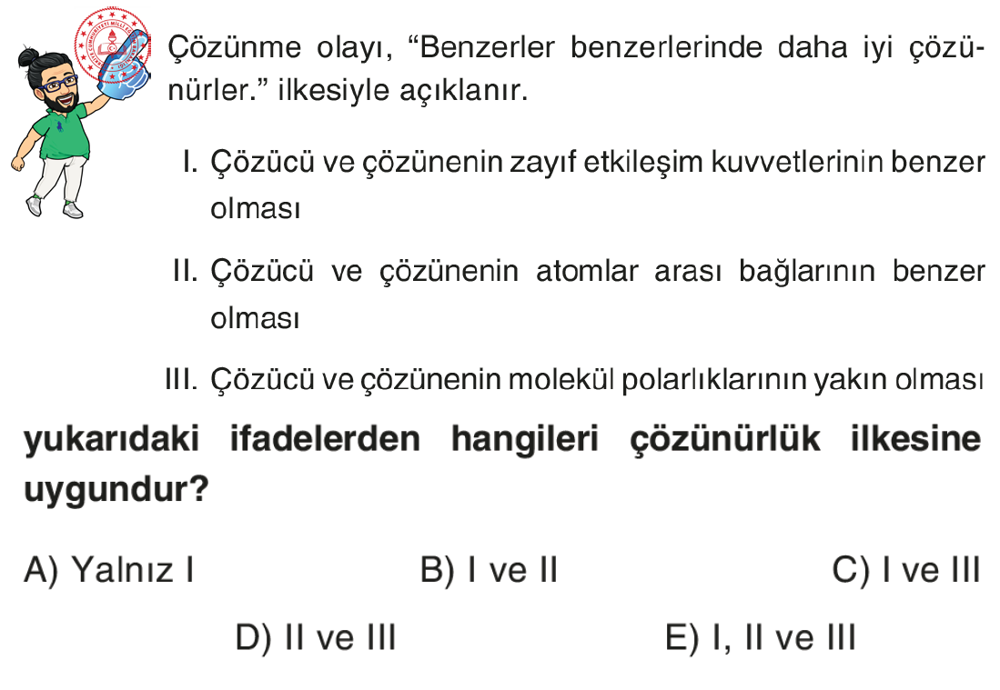 Çözünme olayı, “Benzerler benzerlerinde daha iyi çözü-
nürler.” ilkesiyle açıklanır.
I. Çözücü ve çözünenin zayıf etkileşim kuvvetlerinin benzer
olması
II. Çözücü ve çözünenin atomlar arası bağlarının benzer
olması
III. Çözücü ve çözünenin molekül polarlıklarının yakın olması
yukarıdaki ifadelerden hangileri çözünürlük ilkesine
uygundur?
A) Yalnız I B) I ve II C) I ve III
D) II ve III E) I, II ve III